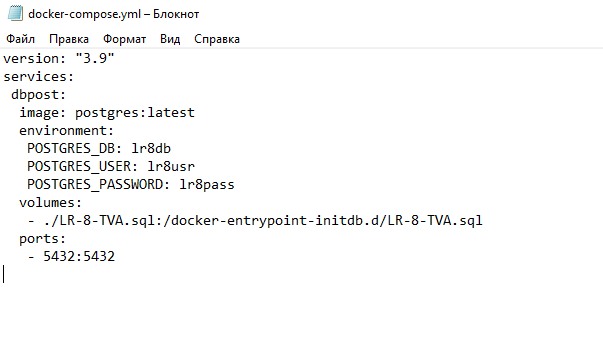 docker-compose.yml – Блокнот
Файл Правка Формат Вид Справка
version: "3.9"
services:
 dbpost:
  image: postgres:latest
  environment:
   POSTGRES_DB: lr8db
   POSTGRES_USER: lr8usr
   POSTGRES_PASSWORD: lr8pass
  volumes:
   - ./LR-8-TVA.sql:/docker-entrypoint-initdb.d/LR-8-TVA.sql
  ports:
   - 5432:5432